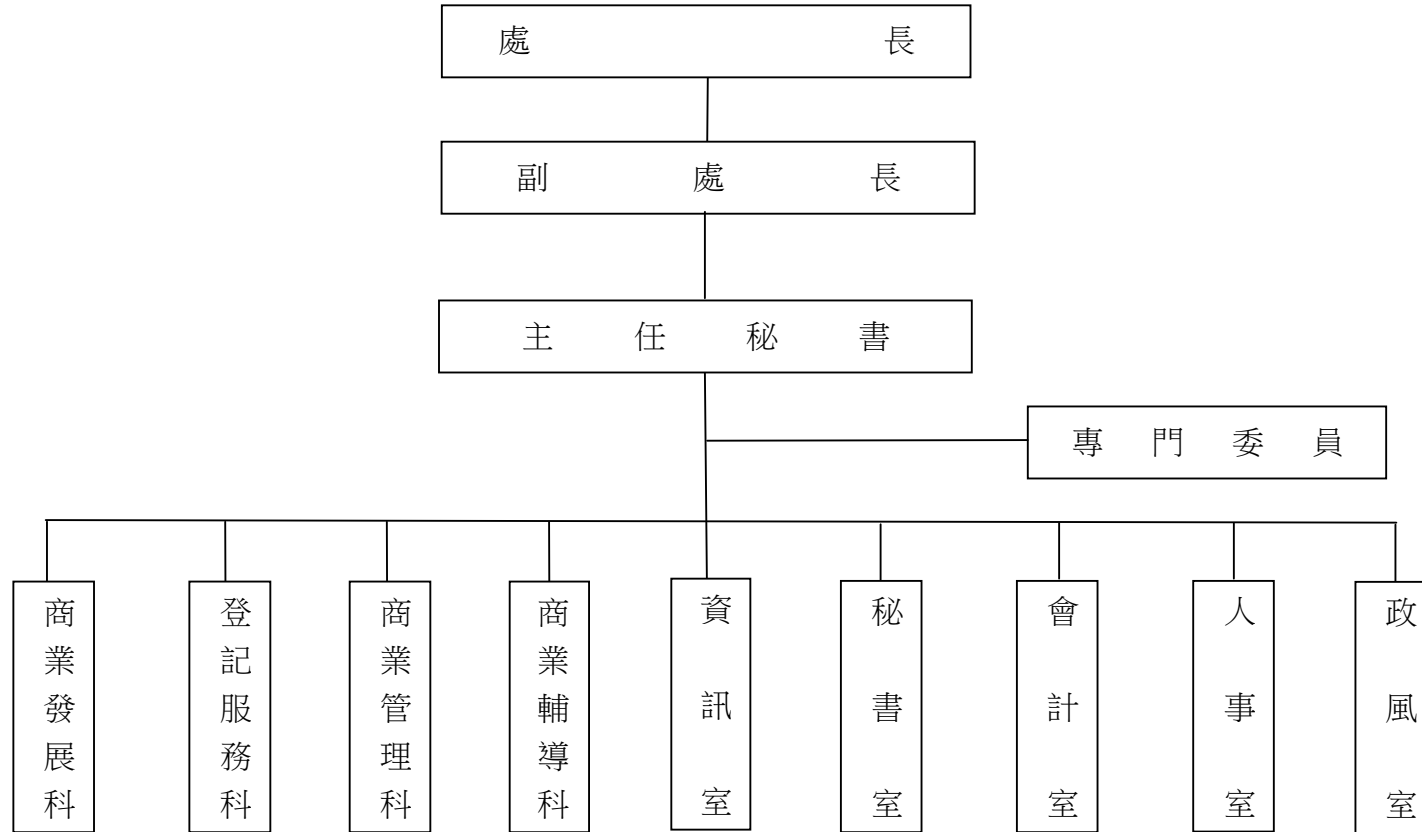 處長
副處長
主任秘書
專門委員
商業發展科
登記服務科
商業管理科
商業輔導科
資訊室
秘書室
會計室
人事室
政風室